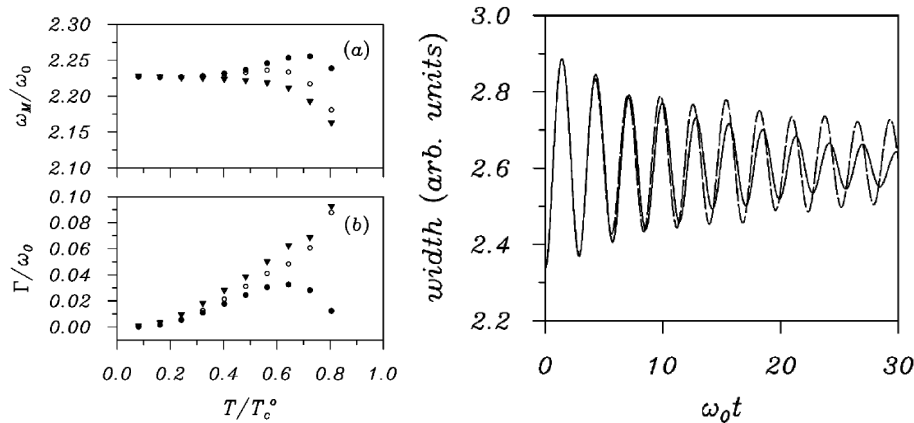 2.30
2.25
2.20
2.15
2.10
ω_M/ω_0
(a)
0.10
0.08
0.06
0.04
0.02
0.00
Γ/ω_0
(b)
0.0 0.2 0.4 0.6 0.8 1.0
T/T_c^o
3.0
2.8
2.6
2.4
2.2
width (arb. units)
0 10 20 30
ω_0t